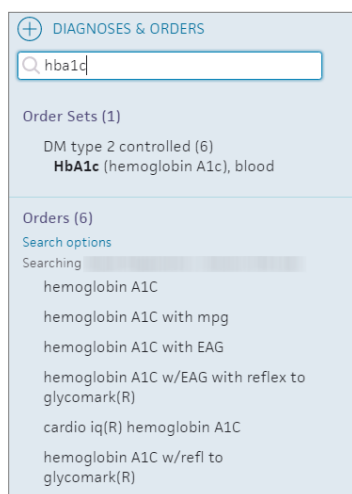 DIAGNOSES & ORDERS
hba1c
Order Sets (1)
DM type 2 controlled (6)
HbA1c (hemoglobin A1c), blood
Orders (6)
Search options
Searching
hemoglobin A1C
hemoglobin A1C with mpg
hemoglobin A1C with EAG
hemoglobin A1C w/EAG with reflex to
glycomark(R)
cardio iq(R) hemoglobin A1C
hemoglobin A1C w/refl to
glycomark(R)